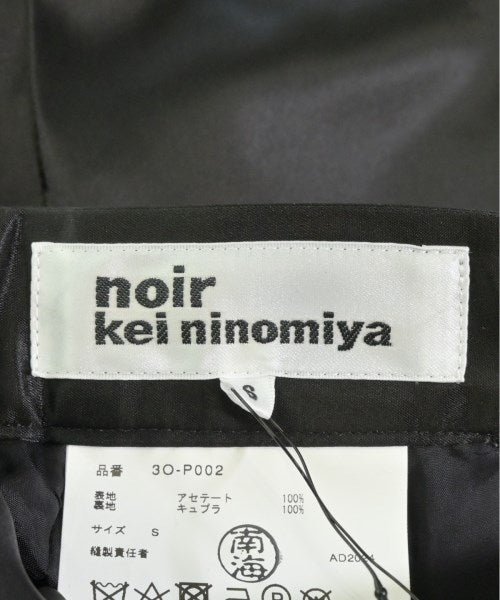 noir
kei ninomiya
S
品番 3O-P002
表地 アセテート 100%
裏地 キュプラ 100%
サイズ S
縫製責任者
南海